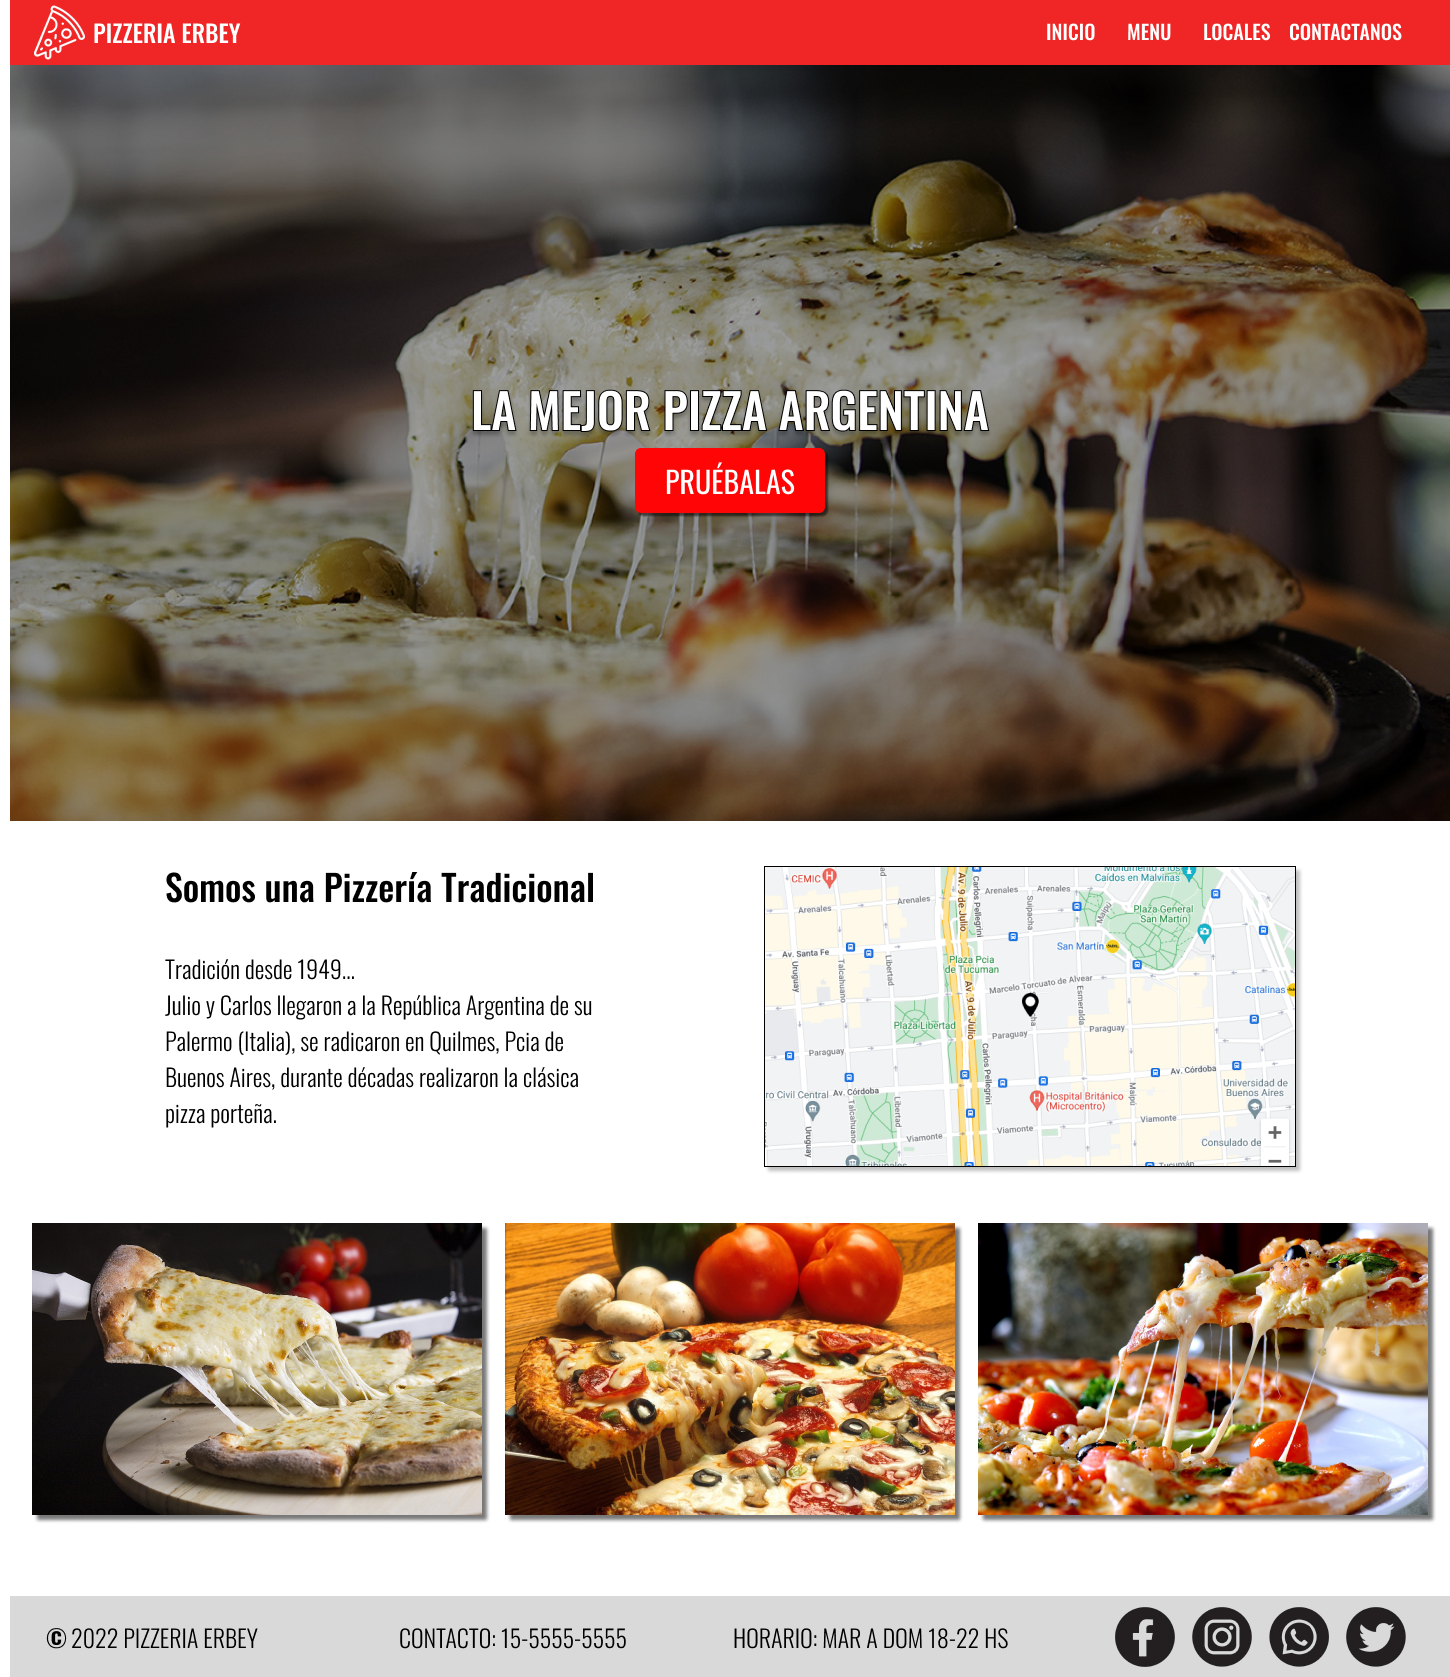 PIZZERIA ERBEY
INICIO MENU LOCALES CONTACTANOS
LA MEJOR PIZZA ARGENTINA
PRUÉBALAS
Somos una Pizzería Tradicional
Tradición desde 1949...
Julio y Carlos llegaron a la República Argentina de su
Palermo (Italia), se radicaron en Quilmes, Pcia de
Buenos Aires, durante décadas realizaron la clásica
pizza porteña.
CEMIC
Monumento a los
Caídos en Malvinas
Arenales
Arenales
Arenales
Arenales
Av. 9 de Julio
Carlos Pellegrini
Suipacha
Maipú
Plaza General
San Martín
San Martín
Av. Santa Fe
Uruguay
Talcahuano
Libertad
Plaza Pcia
de Tucuman
Marcelo Torcuato de Alvear
Esmeralda
Catalinas
Av. 9 de Julio
Plaza Libertad
Paraguay
Paraguay
Paraguay
Carlos Pellegrini
Av. Córdoba
Av. Córdoba
ro Civil Central
Hospital Británico
(Microcentro)
Maipú
Universidad de
Buenos Aires
Uruguay
Talcahuano
Libertad
Viamonte
Viamonte
Viamonte
Consulado de
Tribunales
Tucumán
+
−
© 2022 PIZZERIA ERBEY
CONTACTO: 15-5555-5555
HORARIO: MAR A DOM 18-22 HS